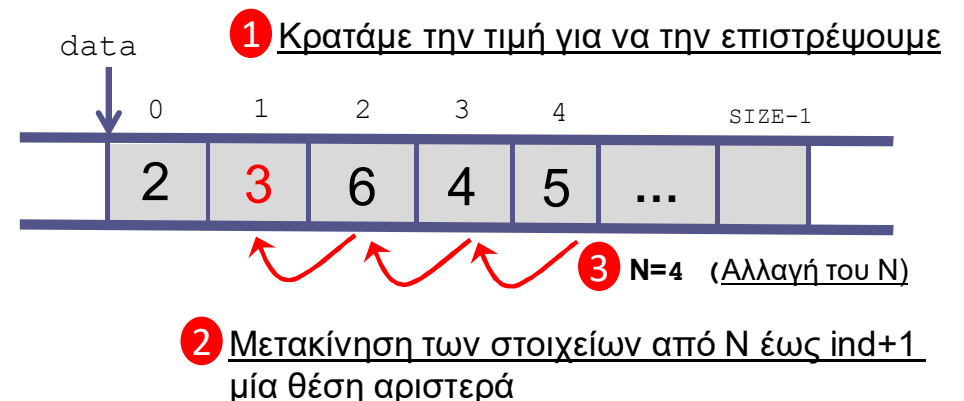 1 Κρατάμε την τιμή για να την επιστρέψουμε
data
0 1 2 3 4 SIZE-1
2 3 6 4 5 ...
3 N=4 (Αλλαγή του N)
2 Μετακίνηση των στοιχείων από N έως ind+1
μία θέση αριστερά